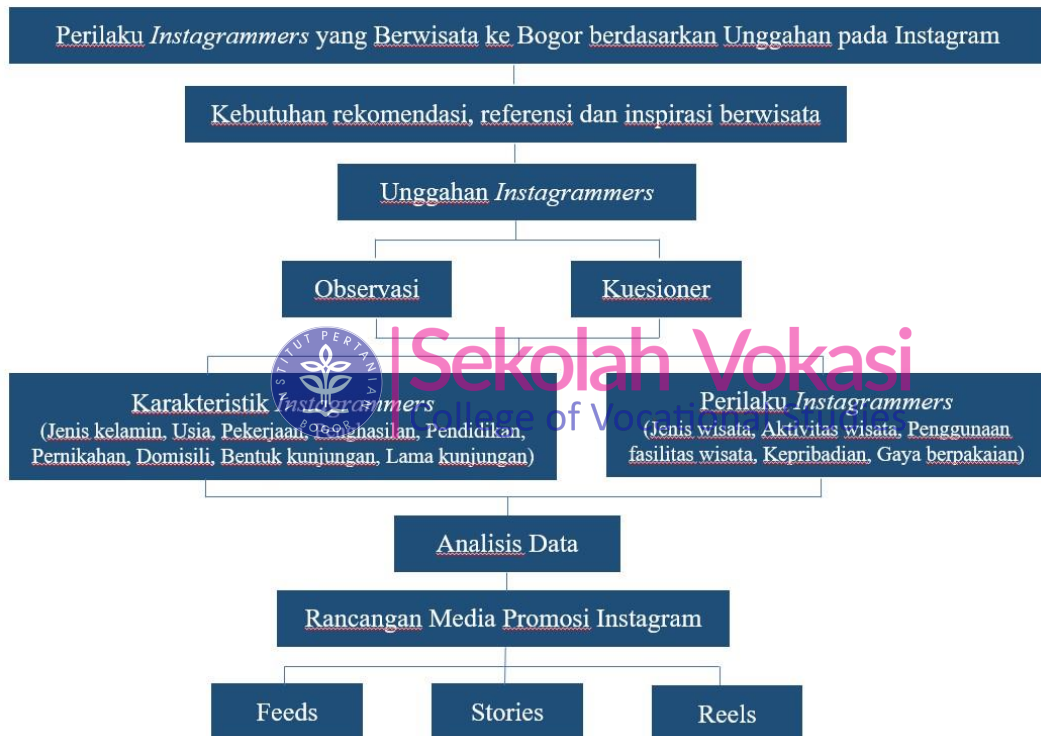 Perilaku Instagrammers yang Berwisata ke Bogor berdasarkan Unggahan pada Instagram
Kebutuhan rekomendasi, referensi dan inspirasi berwisata
Unggahan Instagrammers
Observasi
Kuesioner
INSTITUT PERTANIAN
BOGOR
Sekolah Vokasi
College of Vocational Studies
Karakteristik Instagrammers
(Jenis kelamin, Usia, Pekerjaan, Penghasilan, Pendidikan,
Pernikahan, Domisili, Bentuk kunjungan, Lama kunjungan)
Perilaku Instagrammers
(Jenis wisata, Aktivitas wisata, Penggunaan
fasilitas wisata, Kepribadian, Gaya berpakaian)
Analisis Data
Rancangan Media Promosi Instagram
Feeds
Stories
Reels